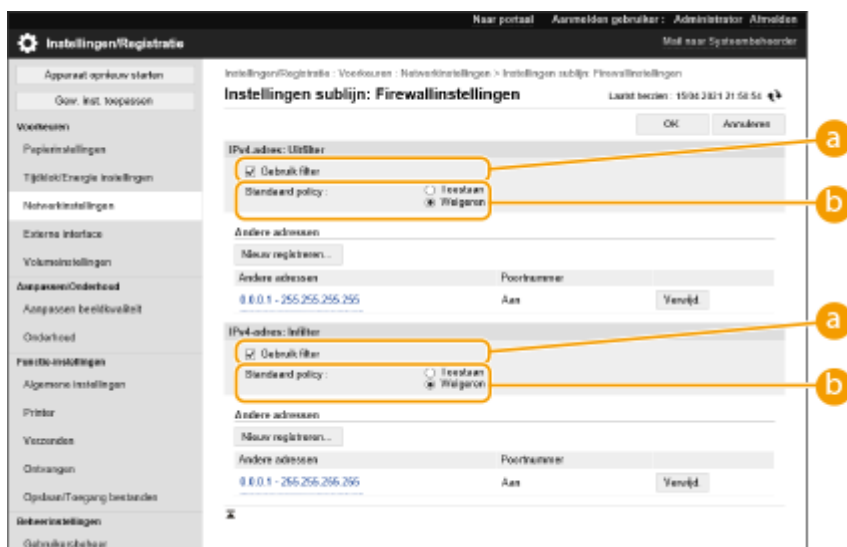 Naar portaal Aanmelden gebruiker : Administrator Afmelden
Instellingen/Registratie
Mail naar Systeembeheerder
Apparaat opnieuw starten
Gew. inst. toepassen
Voorkeuren
Papierinstellingen
Tijdklok/Energie instellingen
Netwerkinstellingen
Externe interface
Volumeinstellingen
Aanpassen/Onderhoud
Aanpassen beeldkwaliteit
Onderhoud
Functie-instellingen
Algemene instellingen
Printer
Verzenden
Ontvangen
Opslaan/Toegang bestanden
Beheerinstellingen
Gebruikersbeheer
Instellingen/Registratie : Voorkeuren : Netwerkinstellingen > Instellingen sublijn: Firewallinstellingen
Instellingen sublijn: Firewallinstellingen
Laatst herzien : 15/04 2021 21:58:54
OK Annuleren
IPv4-adres: Uitfilter
Gebruik filter
a
Standaard policy :
Toestaan
Weigeren
b
Andere adressen
Nieuw registreren...
Andere adressen Poortnummer
0.0.0.1 - 255.255.255.255 Aan Verwijd.
IPv4-adres: Infilter
Gebruik filter
a
Standaard policy :
Toestaan
Weigeren
b
Andere adressen
Nieuw registreren...
Andere adressen Poortnummer
0.0.0.1 - 255.255.255.255 Aan Verwijd.